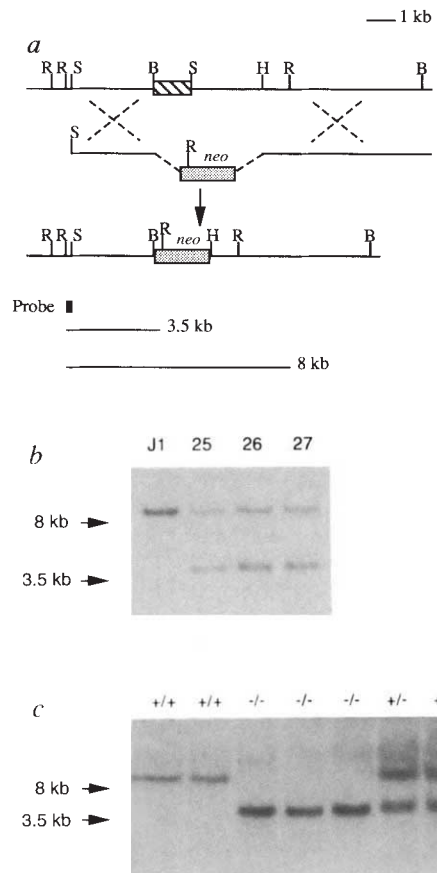 1 kb
a
R R S B S H R B
S
R neo
B R neo H R B
R R S
Probe
3.5 kb
8 kb
b
J1 25 26 27
8 kb
3.5 kb
c
+/+ +/+ -/- -/- -/- +/-
8 kb
3.5 kb